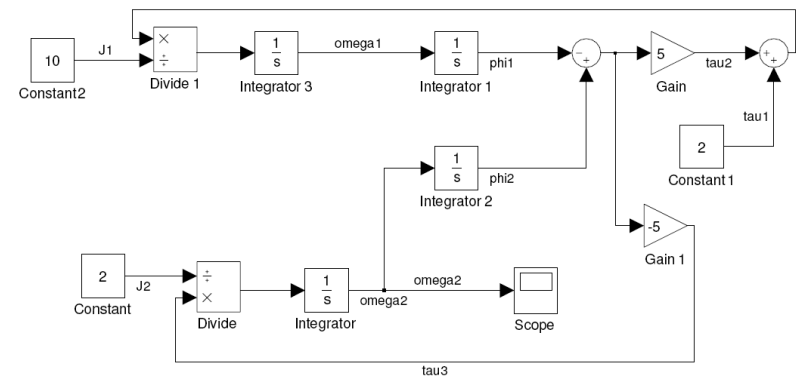 omega1
J1
×
÷
10
1
s
1
s
5
Constant2
Divide 1
Integrator 3
phi1
Integrator 1
−
+
Gain
tau2
+
+
tau1
2
Constant 1
1
s
phi2
Integrator 2
-5
Gain 1
2
J2
÷
×
1
s
omega2
omega2
Constant
Divide
Integrator
Scope
tau3